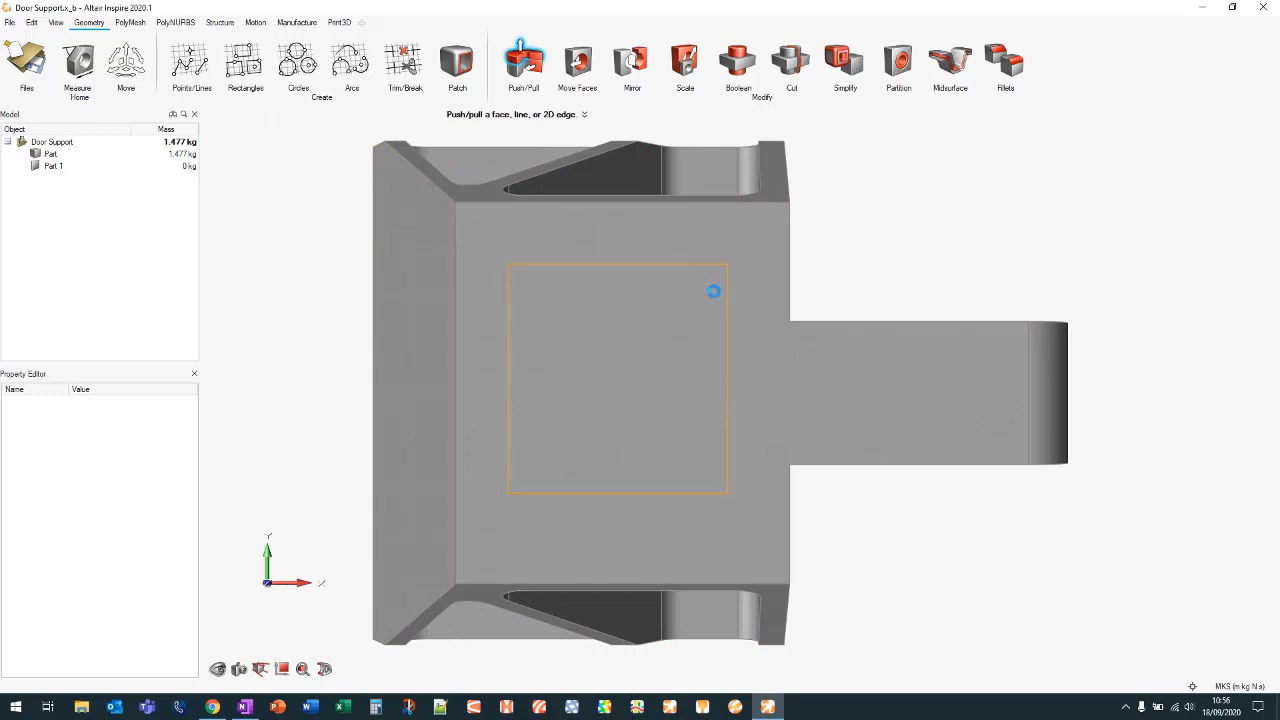 Door Support.x_b - Altair Inspire 2020.1
File Edit View Geometry PolyMesh PolyNURBS Structure Motion Manufacture Print3D
Files Measure Move Points/Lines Rectangles Circles Arcs Trim/Break Patch Push/Pull Move Faces Mirror Scale Boolean Cut Simplify Partition Midsurface Fillets
Home Create Modify
Model
Push/pull a face, line, or 2D edge.
Object Mass
Door Support 1.477 kg
Part 1.477 kg
Part 1 0 kg
Property Editor
Name Value
Y
X
MKS (m kg N s)
10:56
18/09/2020